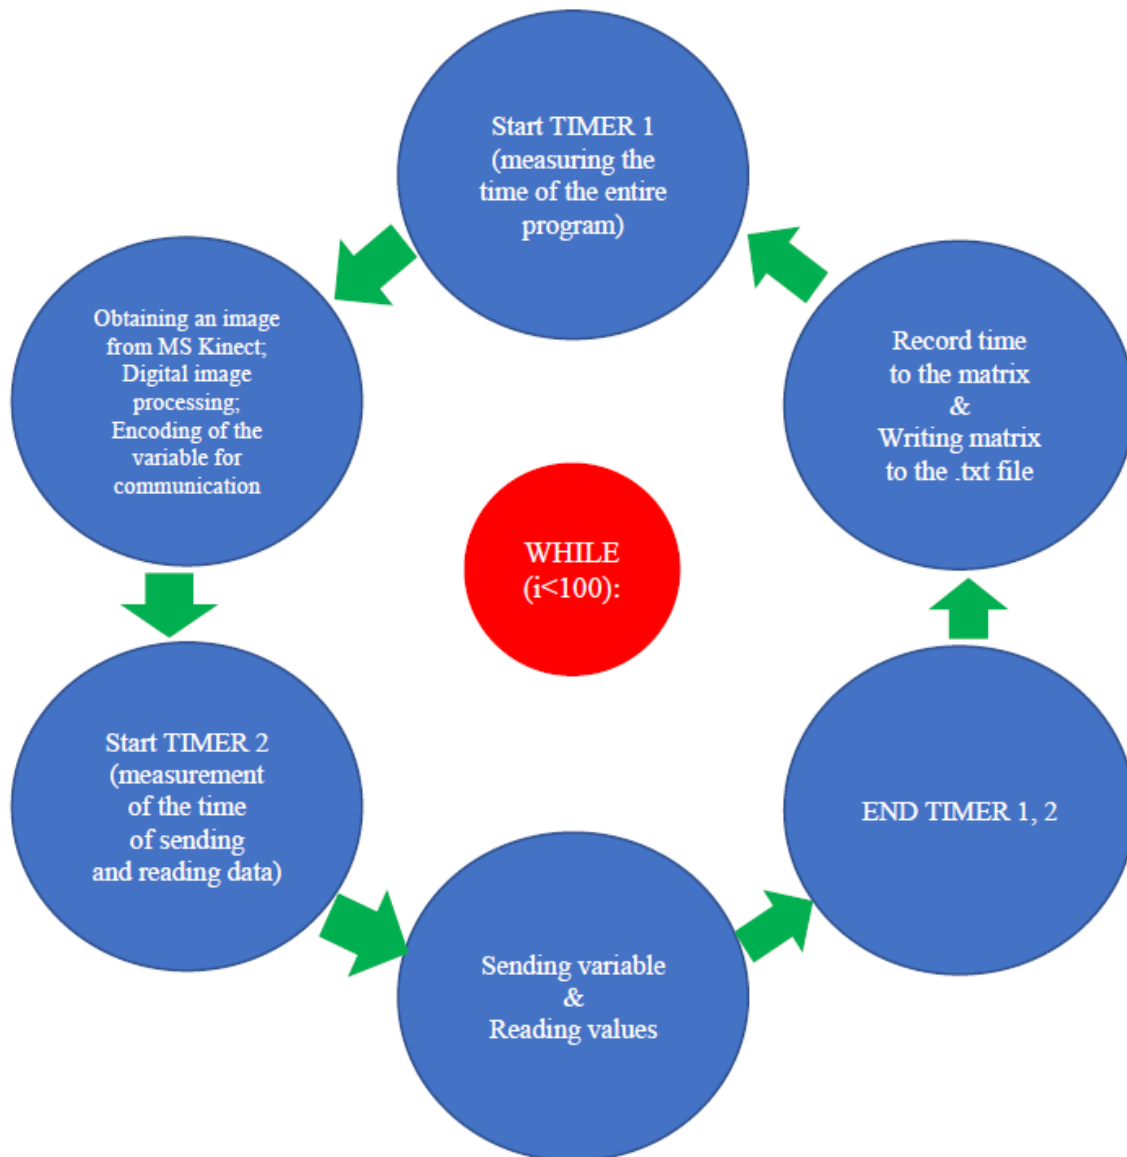 Start TIMER 1
(measuring the
time of the entire
program)
Obtaining an image
from MS Kinect;
Digital image
processing;
Encoding of the
variable for
communication
Start TIMER 2
(measurement
of the time
of sending
and reading data)
Sending variable
&
Reading values
END TIMER 1, 2
Record time
to the matrix
&
Writing matrix
to the .txt file
WHILE
(i<100):